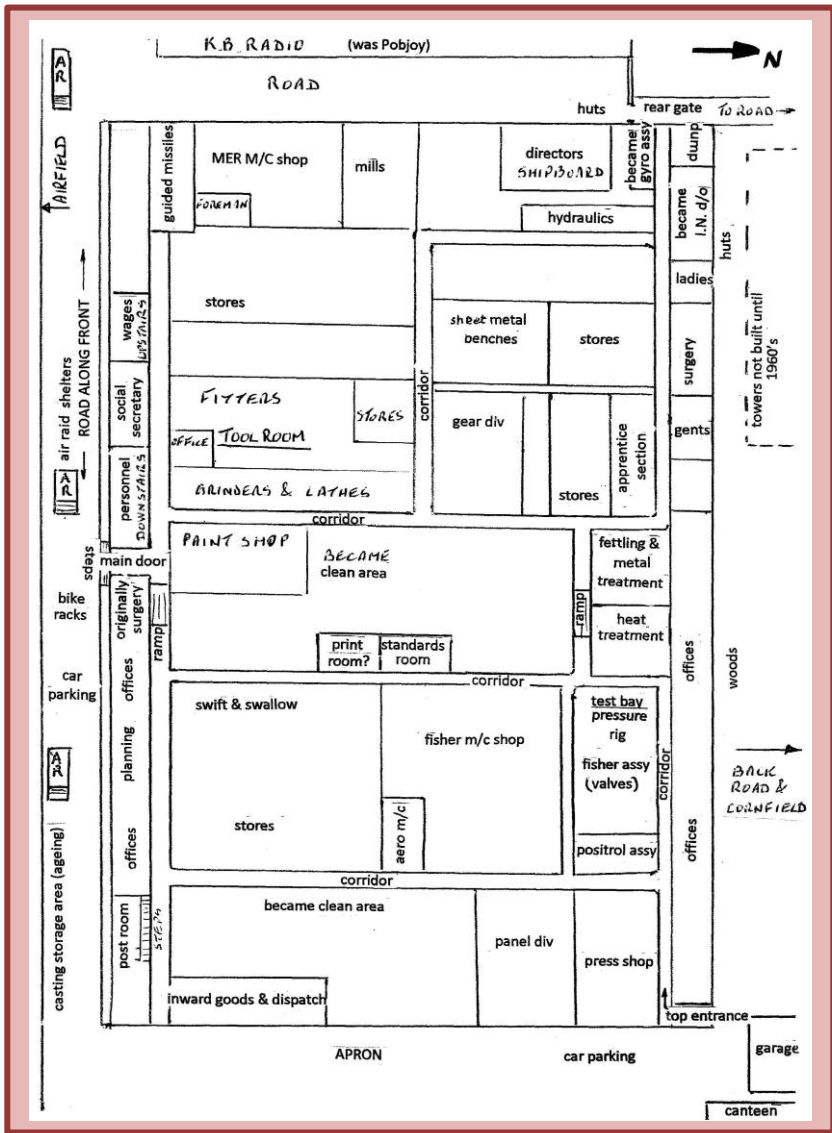 K.B RADIO (was Pobjoy)
N
AR
ROAD
huts
rear gate
TO ROAD
AIRFIELD
guided missiles
MER M/C shop
FOREMAN
mills
directors
SHIPBOARD
became
gyro assy
hydraulics
dump
became
I.N. d/o
huts
ladies
air raid shelters
ROAD ALONG FRONT
wages
UPSTAIRS
stores
sheet metal
benches
stores
surgery
towers not built until
1960's
social
secretary
FITTERS
STORES
OFFICE
TOOL ROOM
corridor
gear div
stores
apprentice
section
gents
AR
personnel
DOWNSTAIRS
GRINDERS & LATHES
corridor
steps
main door
PAINT SHOP
BECAME
clean area
fettling &
metal
treatment
bike
racks
originally
surgery
ramp
ramp
heat
treatment
print
room?
standards
room
offices
woods
car
parking
offices
corridor
swift & swallow
fisher m/c shop
test bay
pressure
rig
fisher assy
(valves)
corridor
AR
planning
BACK
ROAD &
CORNFIELD
stores
aero m/c
positrol assy
offices
offices
corridor
casting storage area (ageing)
post room
STEPS
became clean area
panel div
press shop
inward goods & dispatch
top entrance
APRON
car parking
garage
canteen